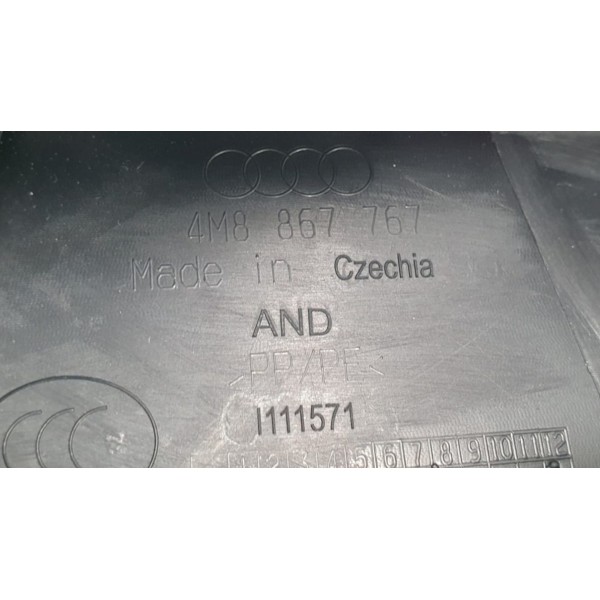 4M8 867 767
Made in Czechia
AND
>PP/PE<
I111571
1 2 3 4 5 6 7 8 9 10 11 12